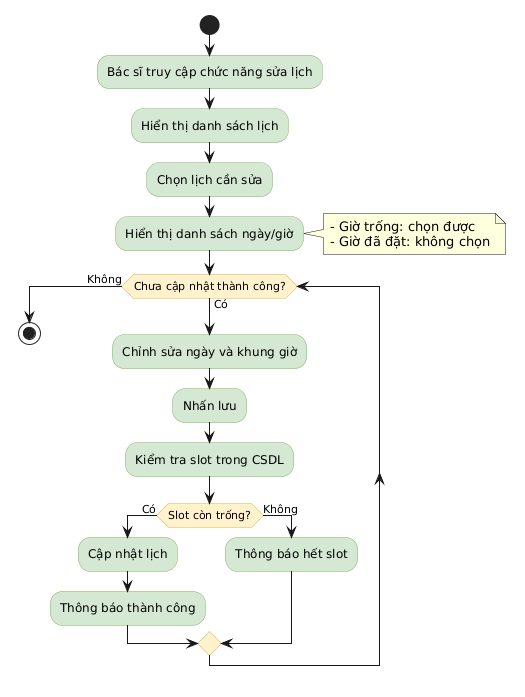 Bác sĩ truy cập chức năng sửa lịch
Hiển thị danh sách lịch
Chọn lịch cần sửa
Hiển thị danh sách ngày/giờ
- Giờ trống: chọn được
- Giờ đã đặt: không chọn
Không
Chưa cập nhật thành công?
Có
Chỉnh sửa ngày và khung giờ
Nhấn lưu
Kiểm tra slot trong CSDL
Có
Slot còn trống?
Không
Cập nhật lịch
Thông báo hết slot
Thông báo thành công